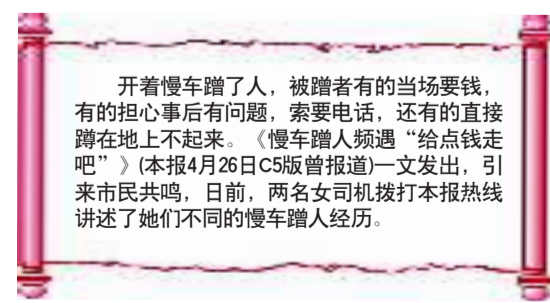 开着慢车蹭了人，被蹭者有的当场要钱，
有的担心事后有问题，索要电话，还有的直接
蹲在地上不起来。《慢车蹭人频遇“给点钱走
吧”》(本报4月26日C5版曾报道)一文发出，引
来市民共鸣，日前，两名女司机拨打本报热线
讲述了她们不同的慢车蹭人经历。